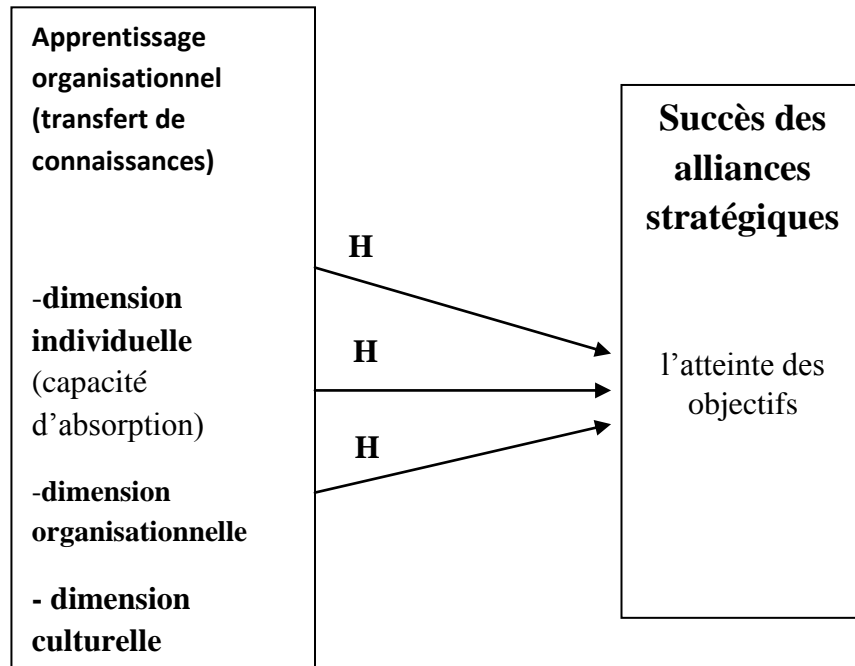 Apprentissage
organisationnel
(transfert de
connaissances)
-dimension
individuelle
(capacité
d’absorption)
-dimension
organisationnelle
- dimension
culturelle
H
H
H
Succès des
alliances
stratégiques
l’atteinte des
objectifs